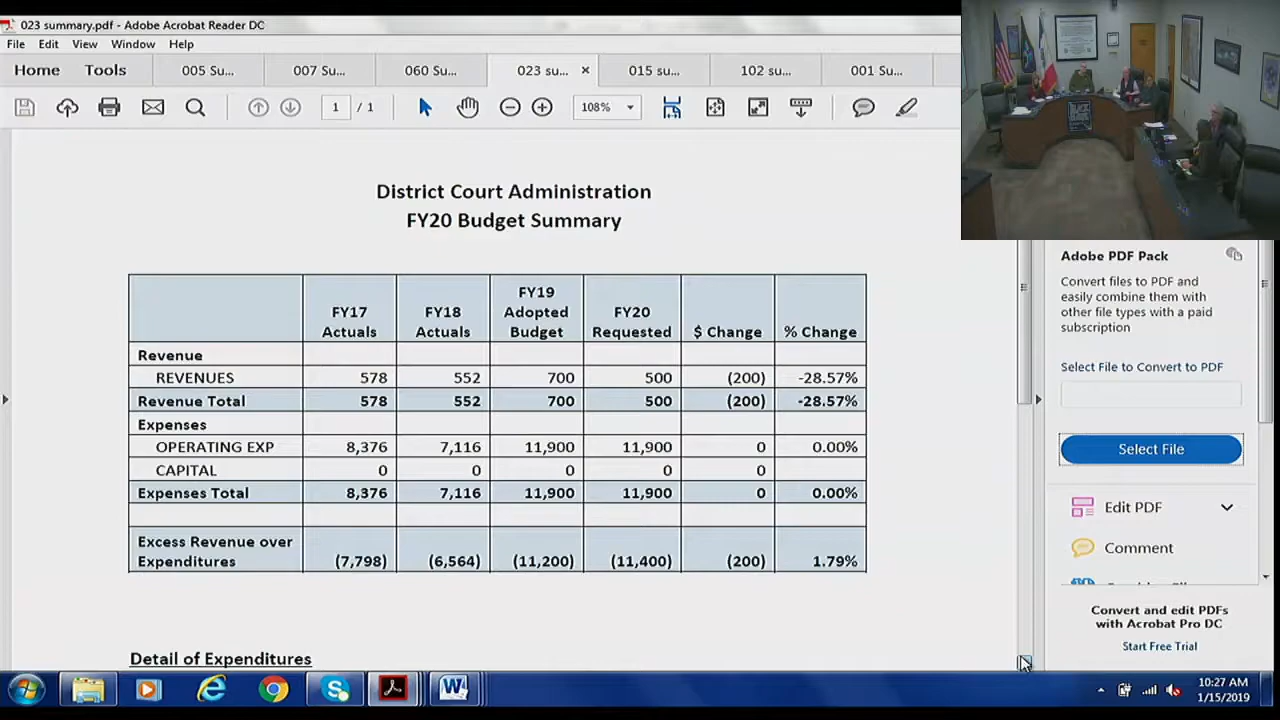 023 summary.pdf - Adobe Acrobat Reader DC
File Edit View Window Help
Home Tools 005 Su... 007 Su... 060 Su... 023 su... × 015 su... 102 su... 001 Su...
1 / 1 108%
District Court Administration
FY20 Budget Summary
FY17 Actuals FY18 Actuals FY19 Adopted Budget FY20 Requested $ Change % Change
Revenue
REVENUES 578 552 700 500 (200) -28.57%
Revenue Total 578 552 700 500 (200) -28.57%
Expenses
OPERATING EXP 8,376 7,116 11,900 11,900 0 0.00%
CAPITAL 0 0 0 0 0
Expenses Total 8,376 7,116 11,900 11,900 0 0.00%
Excess Revenue over
Expenditures (7,798) (6,564) (11,200) (11,400) (200) 1.79%
Detail of Expenditures
Adobe PDF Pack
Convert files to PDF and
easily combine them with
other file types with a paid
subscription
Select File to Convert to PDF
Select File
Edit PDF
Comment
Convert and edit PDFs
with Acrobat Pro DC
Start Free Trial
10:27 AM
1/15/2019